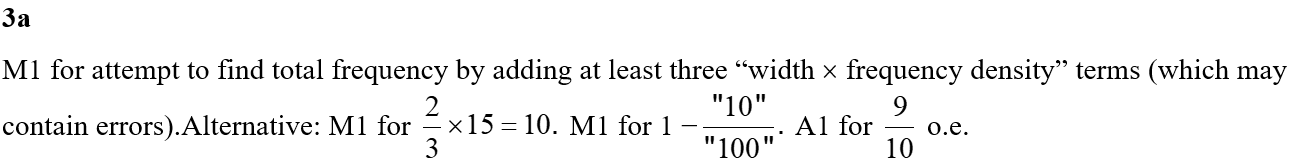 3a
M1 for attempt to find total frequency by adding at least three “width × frequency density” terms (which may
contain errors).Alternative: M1 for 2/3 ×15 = 10. M1 for 1 − "10"/"100". A1 for 9/10 o.e.